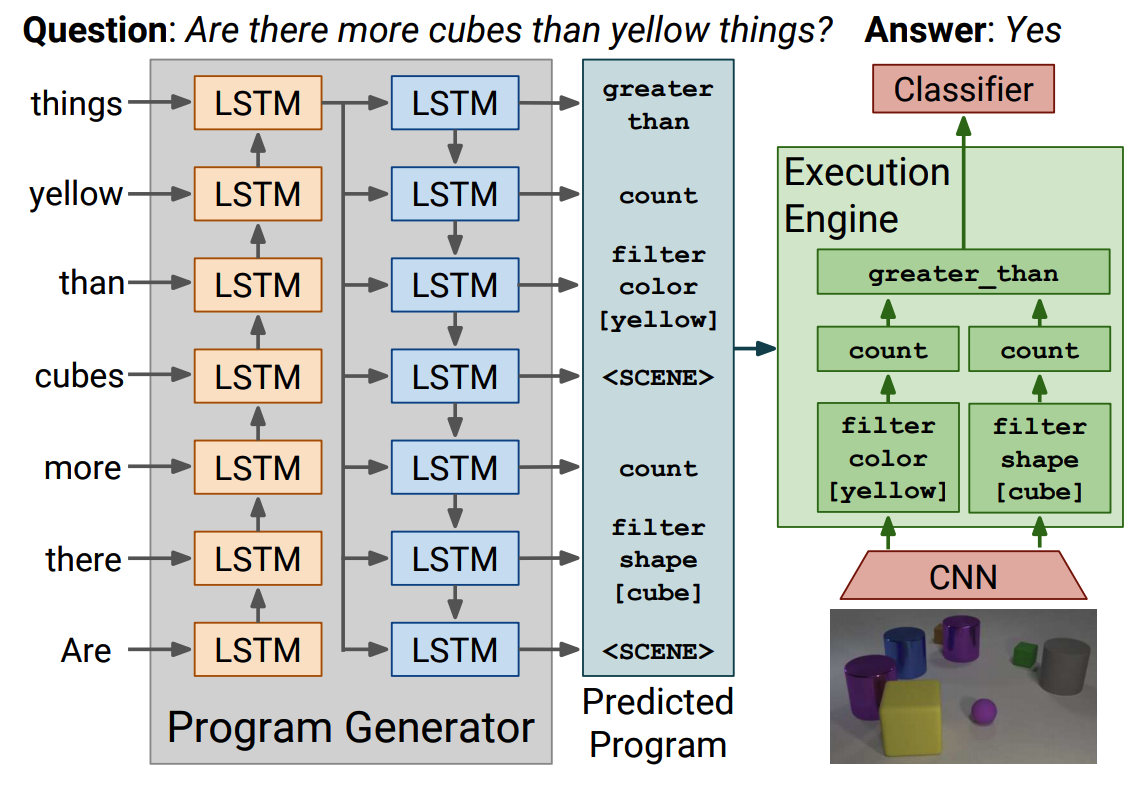 Question: Are there more cubes than yellow things? Answer: Yes
things
LSTM
LSTM
greater
than
yellow
LSTM
LSTM
count
than
LSTM
LSTM
filter
color
[yellow]
cubes
LSTM
LSTM
<SCENE>
more
LSTM
LSTM
count
there
LSTM
LSTM
filter
shape
[cube]
Are
LSTM
LSTM
<SCENE>
Program Generator
Predicted
Program
Classifier
Execution
Engine
greater_than
count
count
filter
color
[yellow]
filter
shape
[cube]
CNN